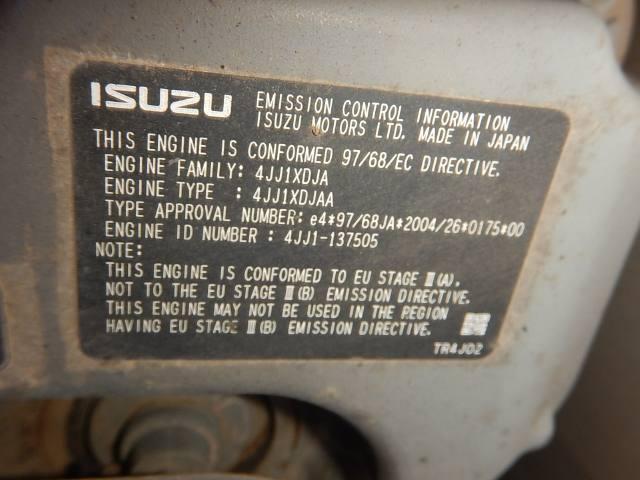 ISUZU EMISSION CONTROL INFORMATION
ISUZU MOTORS LTD. MADE IN JAPAN
THIS ENGINE IS CONFORMED 97/68/EC DIRECTIVE.
ENGINE FAMILY: 4JJ1XDJA
ENGINE TYPE : 4JJ1XDJAA
TYPE APPROVAL NUMBER: e4*97/68JA*2004/26*0175*00
ENGINE ID NUMBER : 4JJ1-137505
NOTE:
THIS ENGINE IS CONFORMED TO EU STAGE Ⅲ(A),
NOT TO THE EU STAGE Ⅲ(B) EMISSION DIRECTIVE.
THIS ENGINE MAY NOT BE USED IN THE REGION
HAVING EU STAGE Ⅲ(B) EMISSION DIRECTIVE.
TR4J02